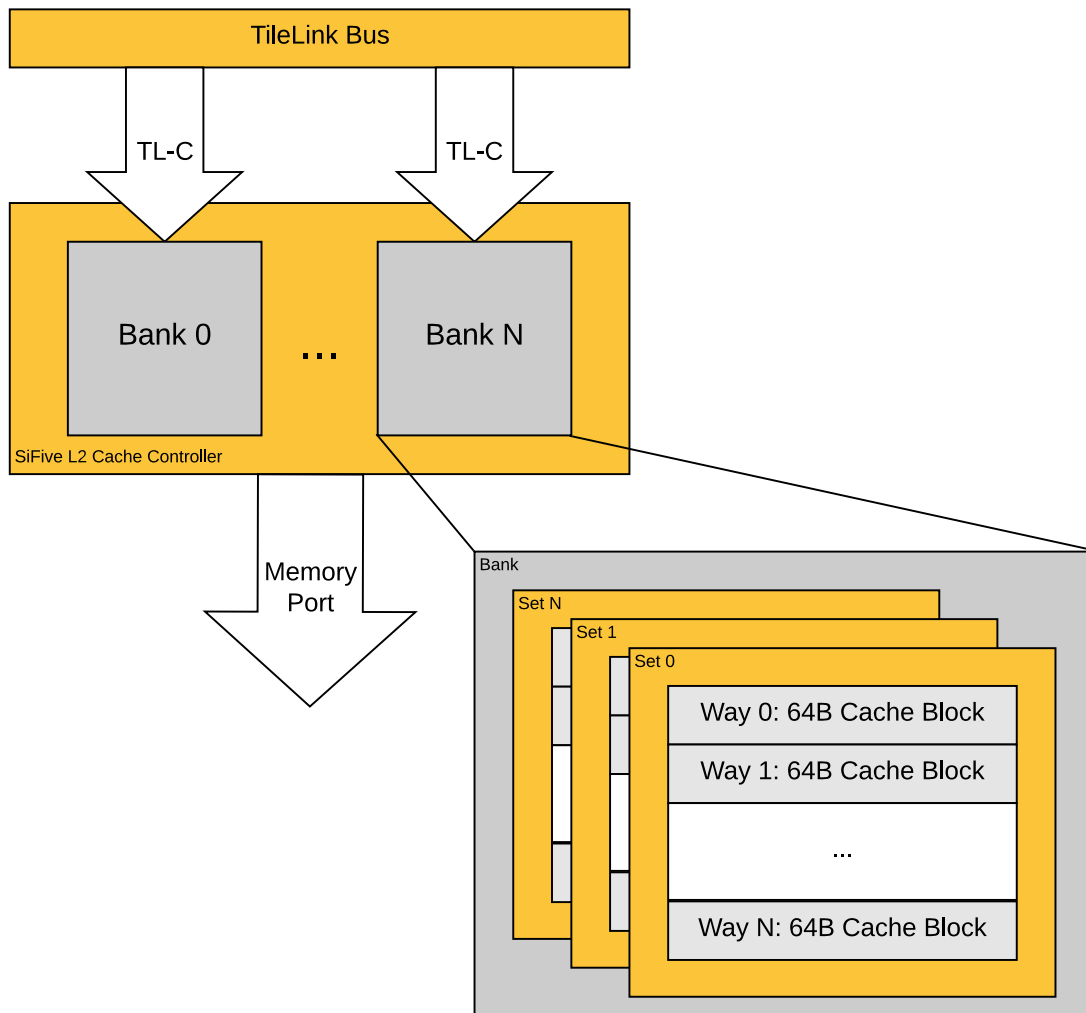 TileLink Bus
TL-C
TL-C
Bank 0
...
Bank N
SiFive L2 Cache Controller
Memory
Port
Bank
Set N
Set 1
Set 0
Way 0: 64B Cache Block
Way 1: 64B Cache Block
...
Way N: 64B Cache Block